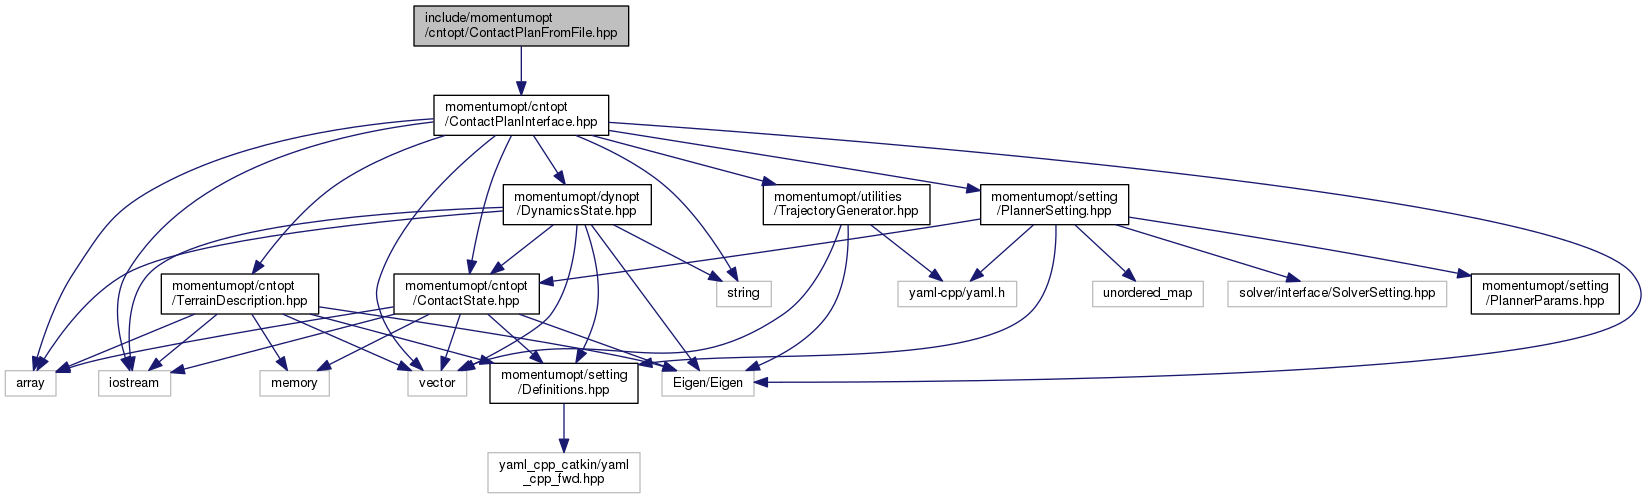 include/momentumopt
/cntopt/ContactPlanFromFile.hpp
momentumopt/cntopt
/ContactPlanInterface.hpp
momentumopt/dynopt
/DynamicsState.hpp
momentumopt/utilities
/TrajectoryGenerator.hpp
momentumopt/setting
/PlannerSetting.hpp
momentumopt/cntopt
/TerrainDescription.hpp
momentumopt/cntopt
/ContactState.hpp
string
yaml-cpp/yaml.h
unordered_map
solver/interface/SolverSetting.hpp
momentumopt/setting
/PlannerParams.hpp
array
iostream
memory
vector
momentumopt/setting
/Definitions.hpp
Eigen/Eigen
yaml_cpp_catkin/yaml
_cpp_fwd.hpp